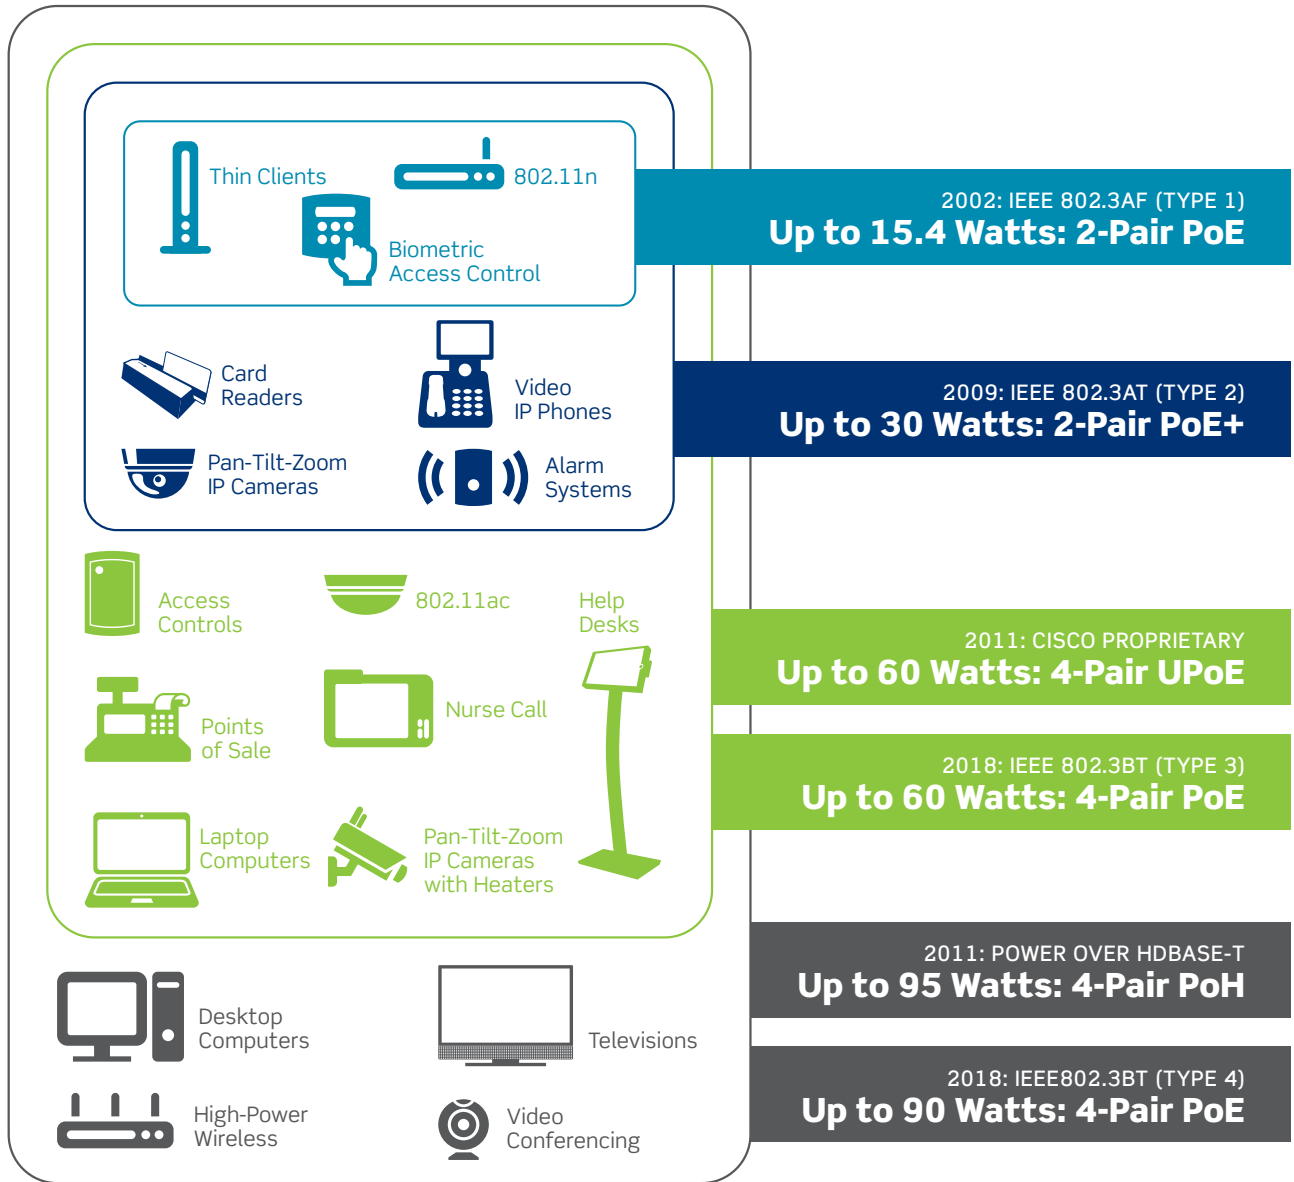 Thin Clients
802.11n
Biometric
Access Control
2002: IEEE 802.3AF (TYPE 1)
Up to 15.4 Watts: 2-Pair PoE
Card
Readers
Video
IP Phones
Pan-Tilt-Zoom
IP Cameras
Alarm
Systems
2009: IEEE 802.3AT (TYPE 2)
Up to 30 Watts: 2-Pair PoE+
Access
Controls
802.11ac
Help
Desks
Points
of Sale
Nurse Call
Laptop
Computers
Pan-Tilt-Zoom
IP Cameras
with Heaters
2011: CISCO PROPRIETARY
Up to 60 Watts: 4-Pair UPoE
2018: IEEE 802.3BT (TYPE 3)
Up to 60 Watts: 4-Pair PoE
Desktop
Computers
Televisions
High-Power
Wireless
Video
Conferencing
2011: POWER OVER HDBASE-T
Up to 95 Watts: 4-Pair PoH
2018: IEEE802.3BT (TYPE 4)
Up to 90 Watts: 4-Pair PoE